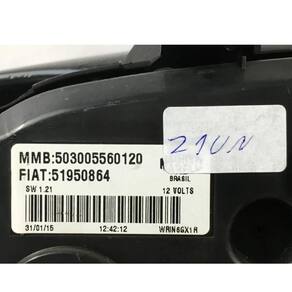 21UN
MMB:503005560120
FIAT:51950864 BRASIL
SW 1.21 12 VOLTS
31/01/15 12:42:12 WRIN6GX1R